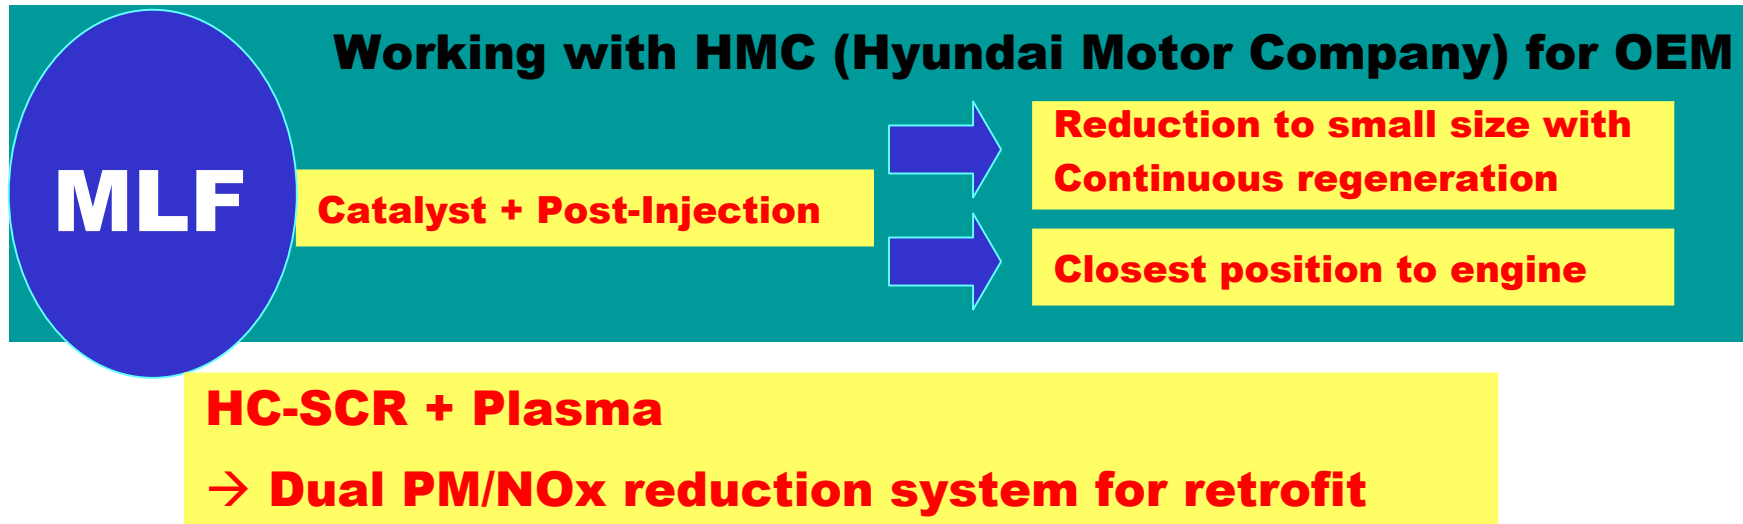 Working with HMC (Hyundai Motor Company) for OEM
MLF
Catalyst + Post-Injection
Reduction to small size with
Continuous regeneration
Closest position to engine
HC-SCR + Plasma
→ Dual PM/NOx reduction system for retrofit